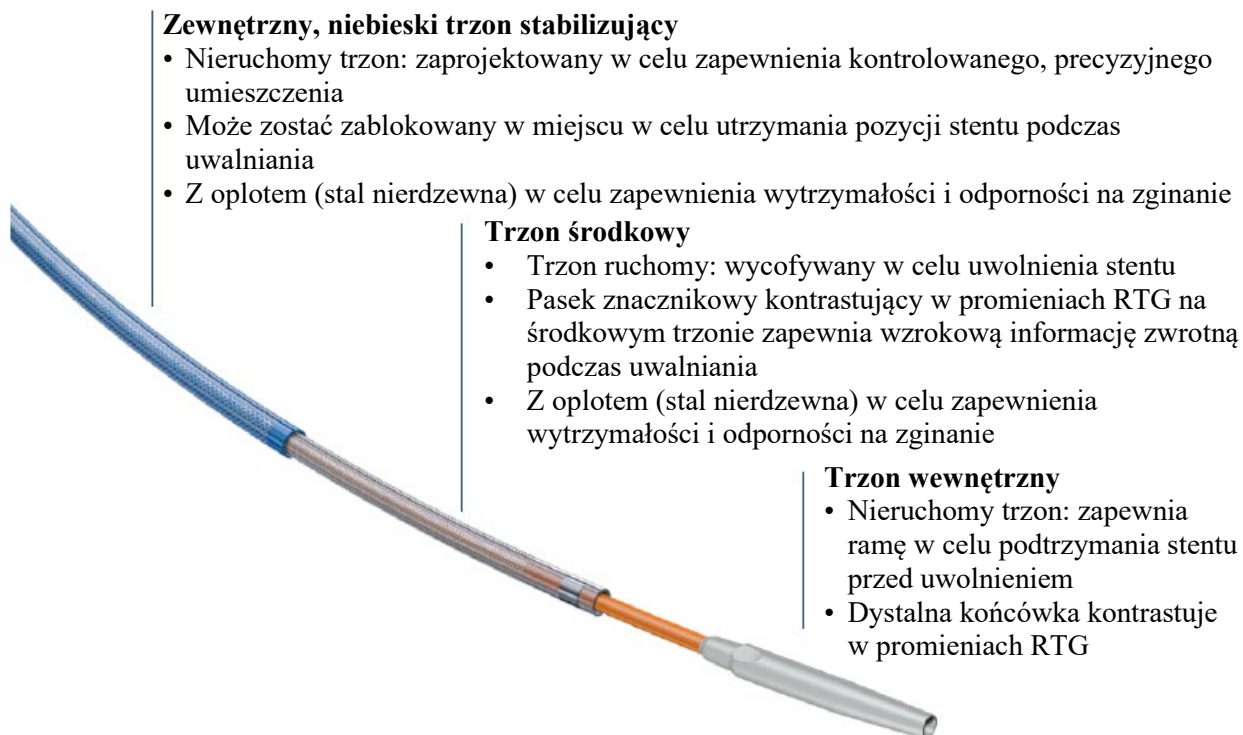 Zewnętrzny, niebieski trzon stabilizujący
• Nieruchomy trzon: zaprojektowany w celu zapewnienia kontrolowanego, precyzyjnego
umieszczenia
• Może zostać zablokowany w miejscu w celu utrzymania pozycji stentu podczas
uwalniania
• Z oplotem (stal nierdzewna) w celu zapewnienia wytrzymałości i odporności na zginanie
Trzon środkowy
• Trzon ruchomy: wycofywany w celu uwolnienia stentu
• Pasek znacznikowy kontrastujący w promieniach RTG na
środkowym trzonie zapewnia wzrokową informację zwrotną
podczas uwalniania
• Z oplotem (stal nierdzewna) w celu zapewnienia
wytrzymałości i odporności na zginanie
Trzon wewnętrzny
• Nieruchomy trzon: zapewnia
ramę w celu podtrzymania stentu
przed uwolnieniem
• Dystalna końcówka kontrastuje
w promieniach RTG